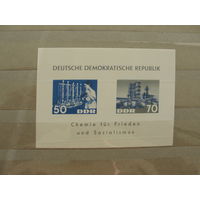 DEUTSCHE DEMOKRATISCHE REPUBLIK
50 DDR
DDR 70
Chemie für Frieden
und Sozialismus